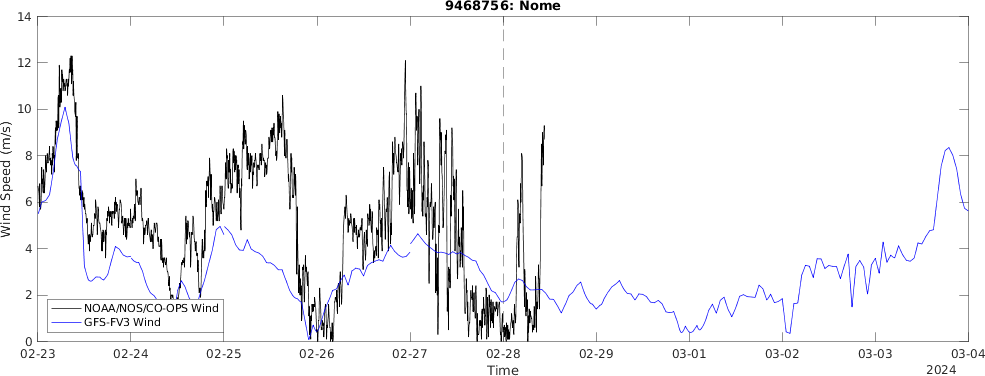 9468756: Nome
14
12
10
8
6
4
2
0
Wind Speed (m/s)
NOAA/NOS/CO-OPS Wind
GFS-FV3 Wind
02-23 02-24 02-25 02-26 02-27 02-28 02-29 03-01 03-02 03-03 03-04
Time
2024